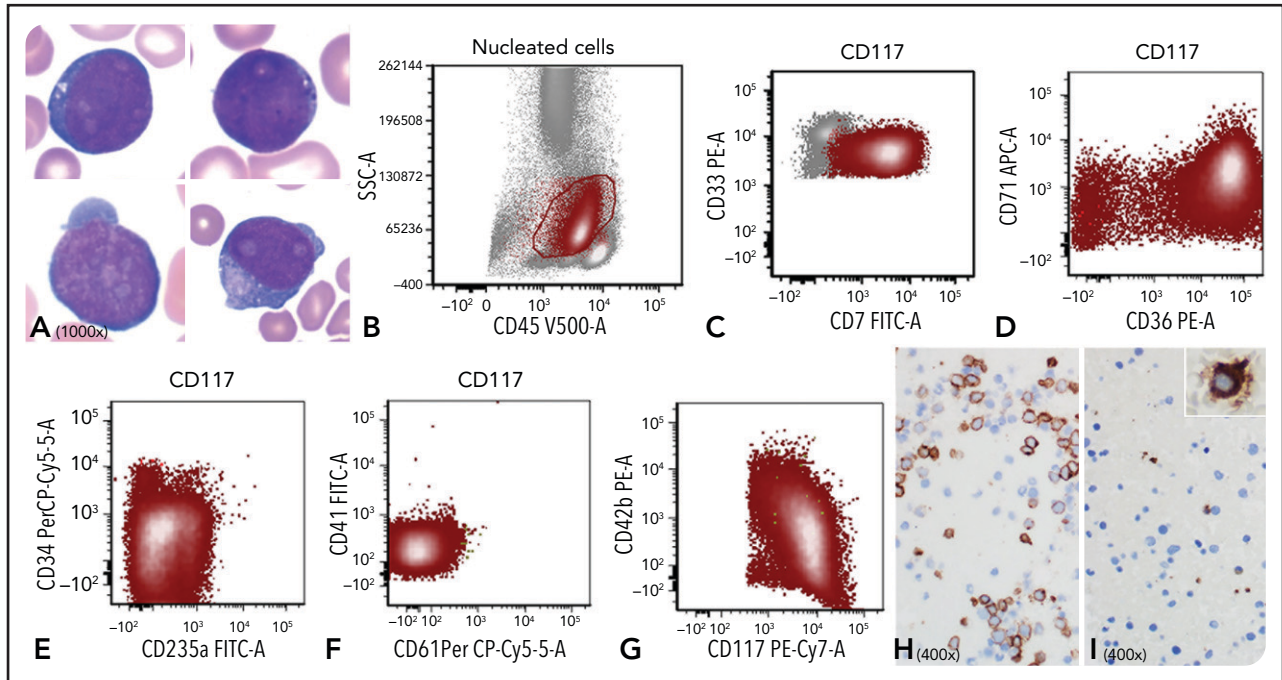 A (1000x)
Nucleated cells
262144
196508
130872
65236
−400
SSC-A
−10² 0 10³ 10⁴ 10⁵
CD45 V500-A
B
CD117
10⁵
10⁴
10³
10²
−10²
CD33 PE-A
−10² 10² 10³ 10⁴ 10⁵
CD7 FITC-A
C
CD117
10⁵
10⁴
10³
10²
−10²
CD71 APC-A
−10² 10² 10³ 10⁴ 10⁵
CD36 PE-A
D
CD117
10⁵
10⁴
10³
−10²
CD34 PerCP-Cy5-5-A
−10² 10³ 10⁴ 10⁵
CD235a FITC-A
E
CD117
10⁵
10⁴
10³
10²
−10²
CD41 FITC-A
−10² 10² 10³ 10⁴ 10⁵
CD61Per CP-Cy5-5-A
F
10⁵
10⁴
10³
10²
−10²
CD42b PE-A
−10² 10² 10³ 10⁴ 10⁵
CD117 PE-Cy7-A
G
H (400x)
I (400x)